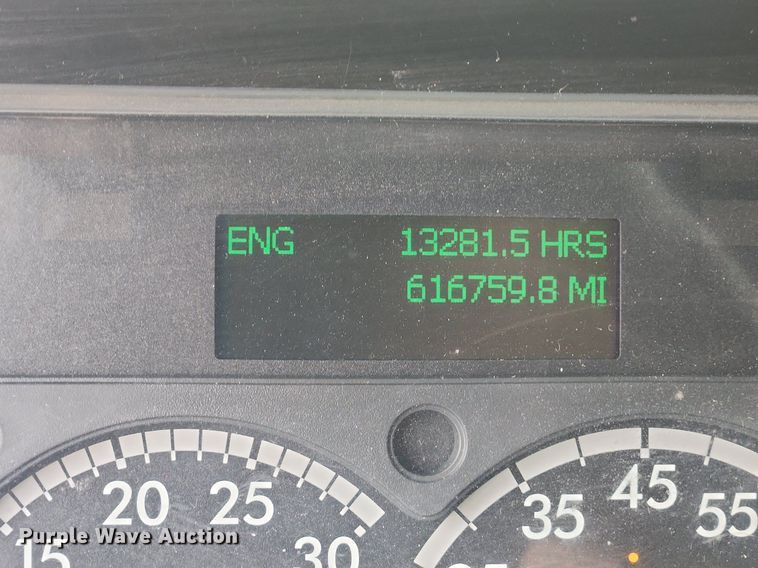 ENG 13281.5 HRS
616759.8 MI
15 20 25 30
35 45 55
Purple Wave Auction